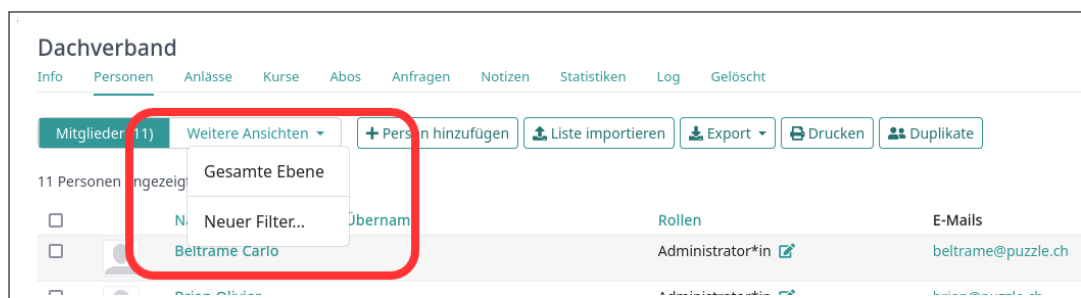 Dachverband
Info Personen Anlässe Kurse Abos Anfragen Notizen Statistiken Log Gelöscht
Mitglieder (11) Weitere Ansichten + Person hinzufügen Liste importieren Export Drucken Duplikate
Gesamte Ebene
11 Personen angezeigt
Neuer Filter...
Rollen E-Mails
Beltrame Carlo Administrator*in beltrame@puzzle.ch